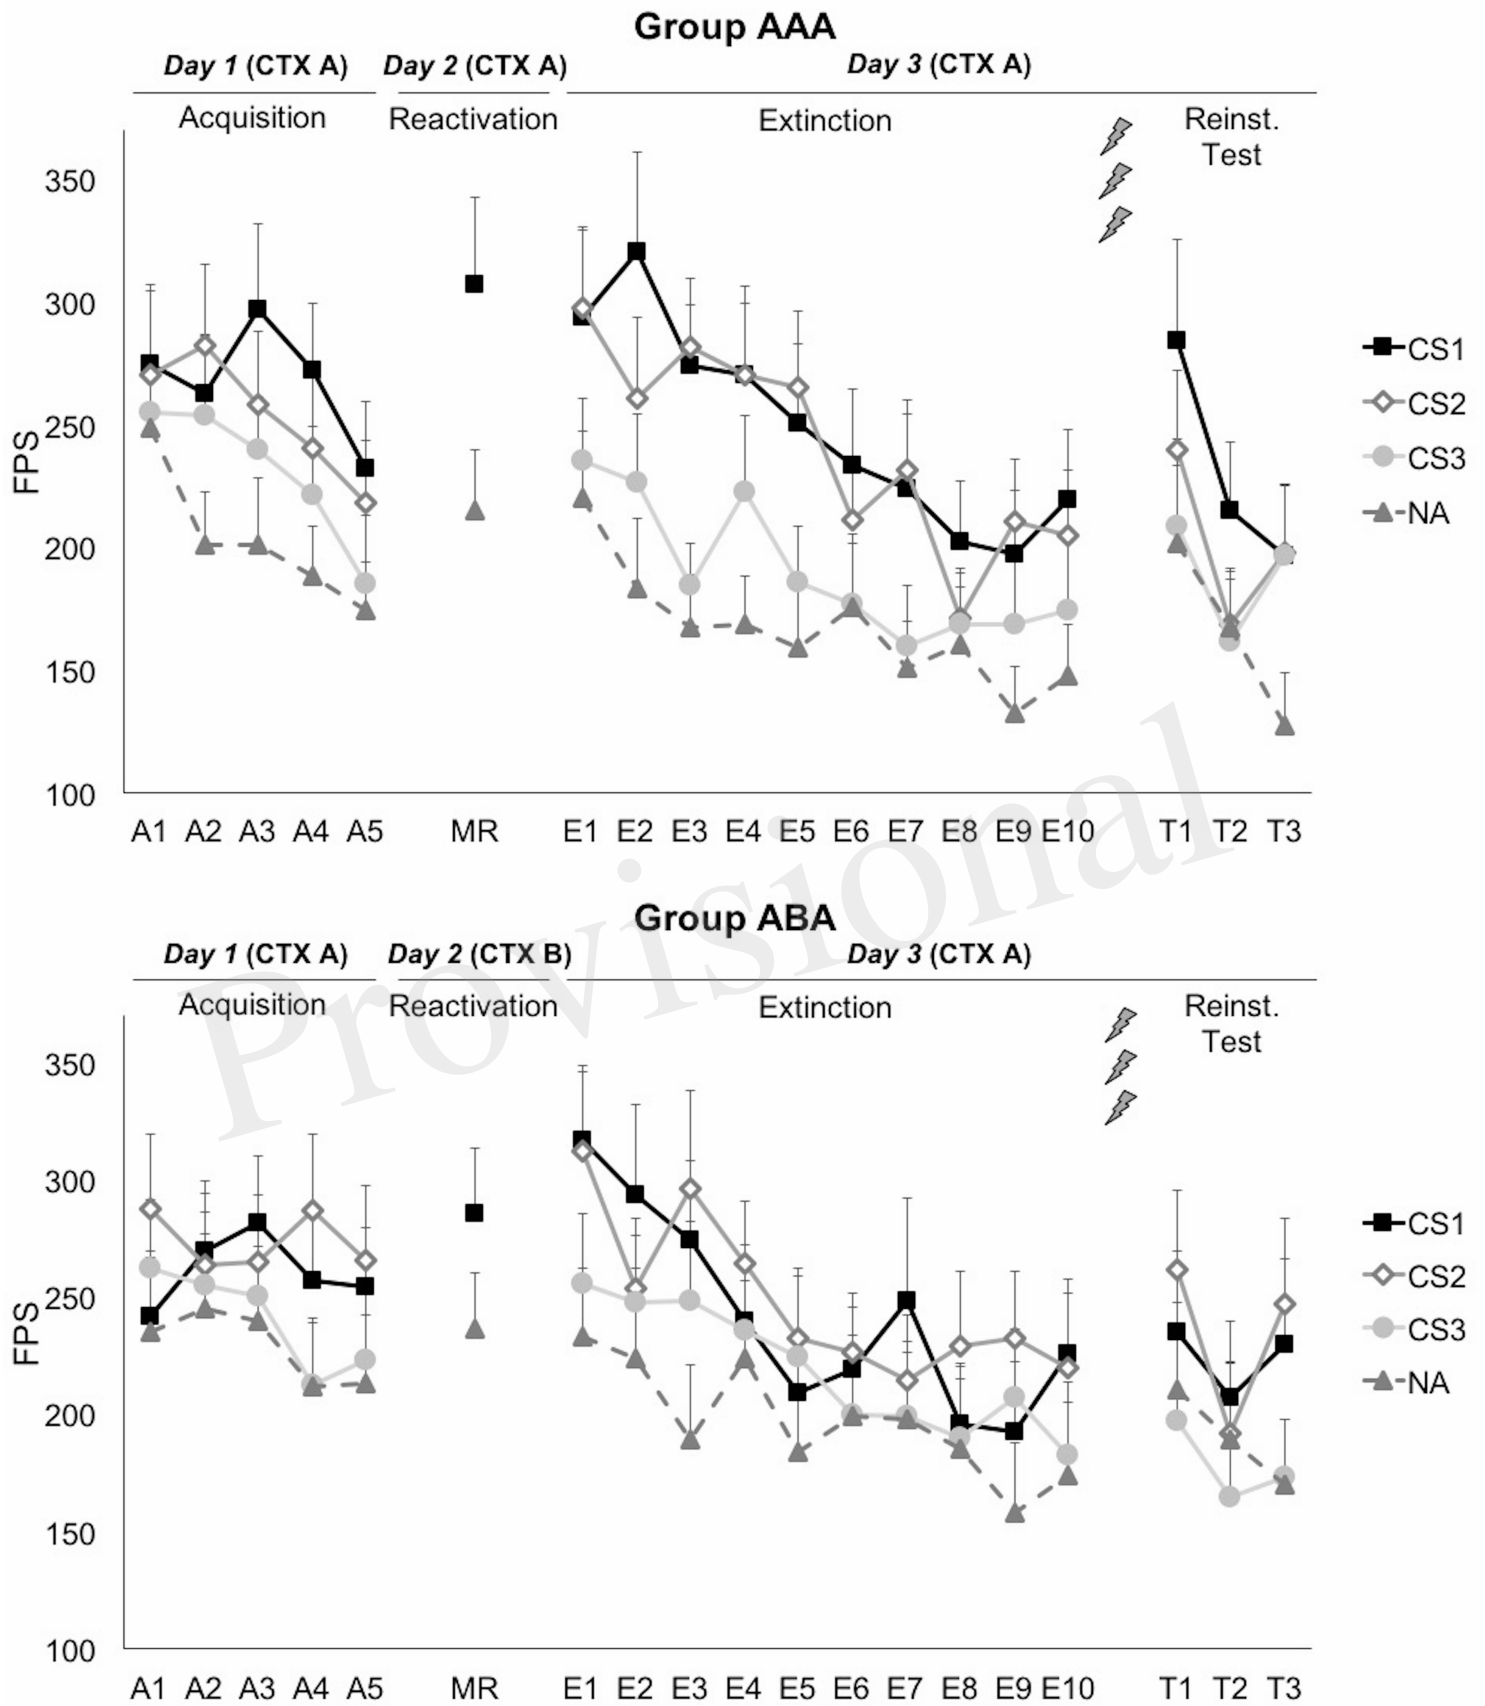 Group AAA
Day 1 (CTX A) Day 2 (CTX A) Day 3 (CTX A)
Acquisition Reactivation Extinction Reinst.
Test
350
300
250
200
150
100
FPS
CS1
CS2
CS3
NA
A1 A2 A3 A4 A5 MR E1 E2 E3 E4 E5 E6 E7 E8 E9 E10 T1 T2 T3
Provisional
Group ABA
Day 1 (CTX A) Day 2 (CTX B) Day 3 (CTX A)
Acquisition Reactivation Extinction Reinst.
Test
350
300
250
200
150
100
FPS
CS1
CS2
CS3
NA
A1 A2 A3 A4 A5 MR E1 E2 E3 E4 E5 E6 E7 E8 E9 E10 T1 T2 T3